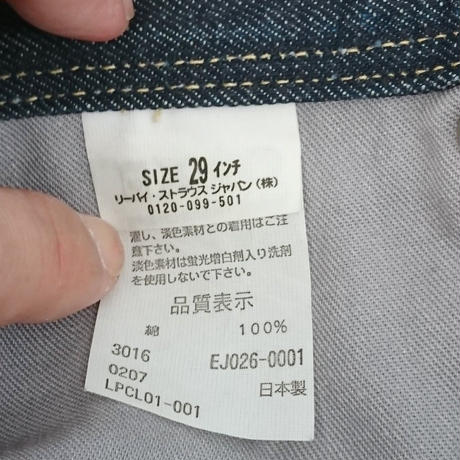 SIZE 29 インチ
リーバイ・ストラウス ジャパン(株)
0120-099-501
濡し、淡色素材との着用はご注
意下さい。
淡色素材は蛍光増白剤入り洗剤
を使用しないで下さい。
品質表示
綿 100%
3016 EJ026-0001
0207 日本製
LPCL01-001